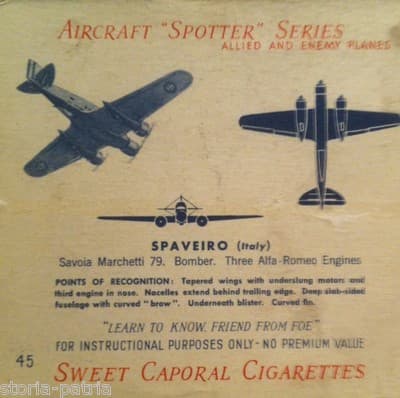 AIRCRAFT "SPOTTER" SERIES
ALLIED AND ENEMY PLANES
SPAVEIRO (Italy)
Savoia Marchetti 79. Bomber. Three Alfa-Romeo Engines
POINTS OF RECOGNITION: Tapered wings with underslung motors and
third engine in nose. Nacelles extend behind trailing edge. Deep slab-sided
fuselage with curved "brow". Underneath blister. Curved fin.
"LEARN TO KNOW FRIEND FROM FOE"
FOR INSTRUCTIONAL PURPOSES ONLY-NO PREMIUM VALUE
45
SWEET CAPORAL CIGARETTES
storia-patria